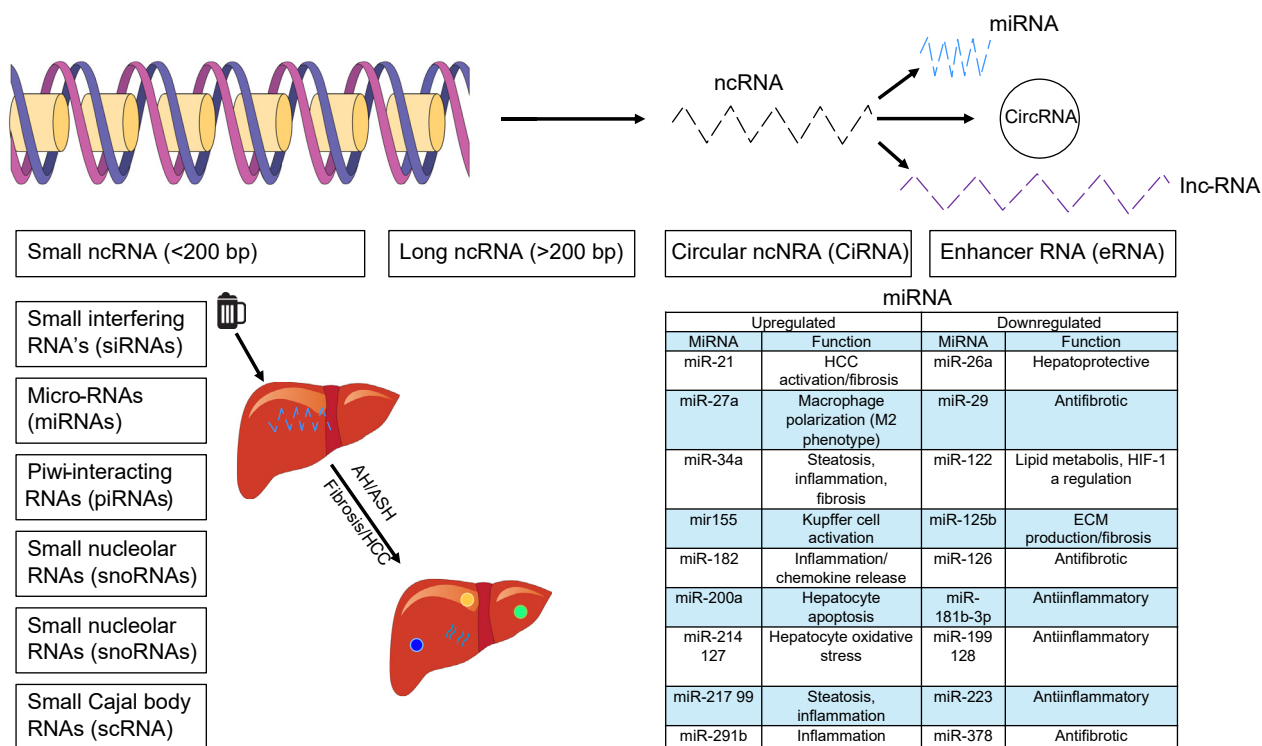 miRNA
ncRNA
CircRNA
lnc-RNA
Small ncRNA (<200 bp)
Long ncRNA (>200 bp)
Circular ncNRA (CiRNA)
Enhancer RNA (eRNA)
Small interfering
RNA's (siRNAs)
Micro-RNAs
(miRNAs)
Piwi-interacting
RNAs (piRNAs)
Small nucleolar
RNAs (snoRNAs)
Small nucleolar
RNAs (snoRNAs)
Small Cajal body
RNAs (scRNA)
AH/ASH
Fibrosis/HCC
miRNA
Upregulated Downregulated
MiRNA Function MiRNA Function
miR-21 HCC miR-26a Hepatoprotective
activation/fibrosis
miR-27a Macrophage miR-29 Antifibrotic
polarization (M2
phenotype)
miR-34a Steatosis, miR-122 Lipid metabolis, HIF-1
inflammation, a regulation
fibrosis
mir155 Kupffer cell miR-125b ECM
activation production/fibrosis
miR-182 Inflammation/ miR-126 Antifibrotic
chemokine release
miR-200a Hepatocyte miR- Antiinflammatory
apoptosis 181b-3p
miR-214 Hepatocyte oxidative miR-199 Antiinflammatory
127 stress 128
miR-217 99 Steatosis, miR-223 Antiinflammatory
inflammation
miR-291b Inflammation miR-378 Antifibrotic